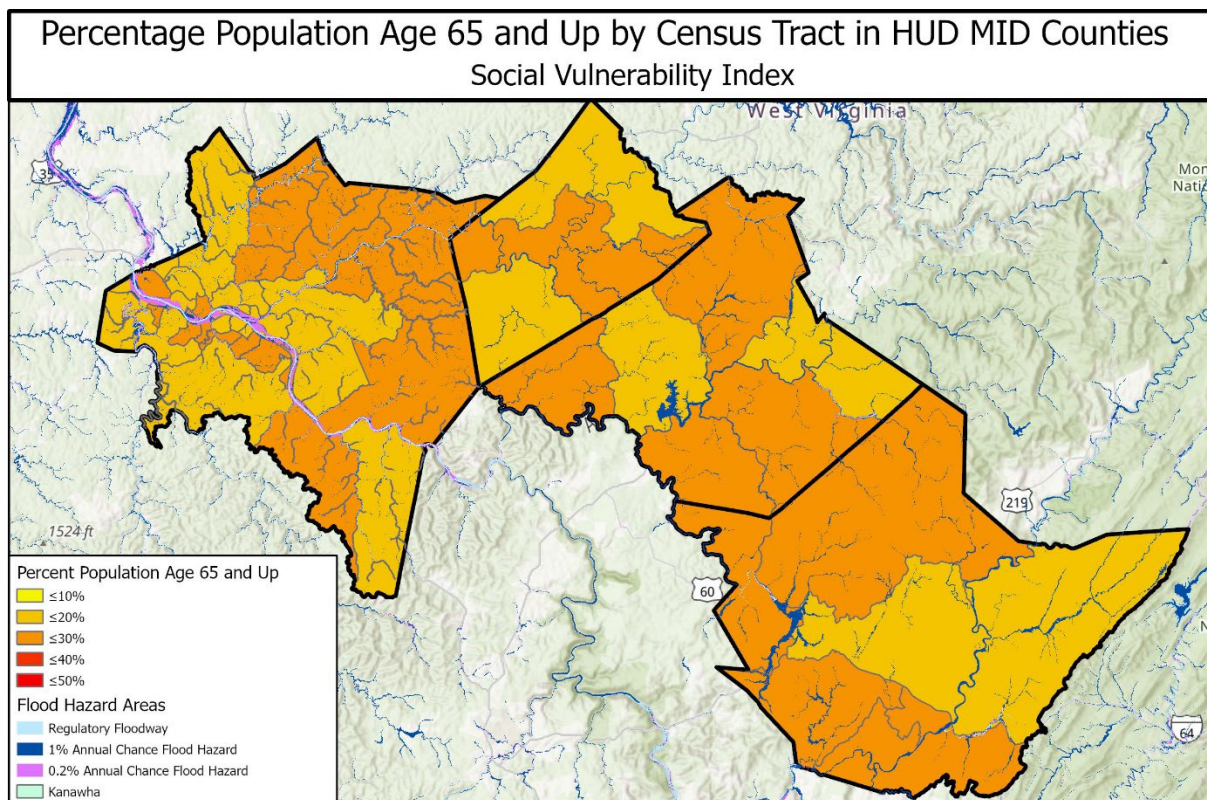 Percentage Population Age 65 and Up by Census Tract in HUD MID Counties
Social Vulnerability Index
West Virginia
35
Mon
Nati
219
1524 ft
60
N
64
Percent Population Age 65 and Up
≤10%
≤20%
≤30%
≤40%
≤50%
Flood Hazard Areas
Regulatory Floodway
1% Annual Chance Flood Hazard
0.2% Annual Chance Flood Hazard
Kanawha